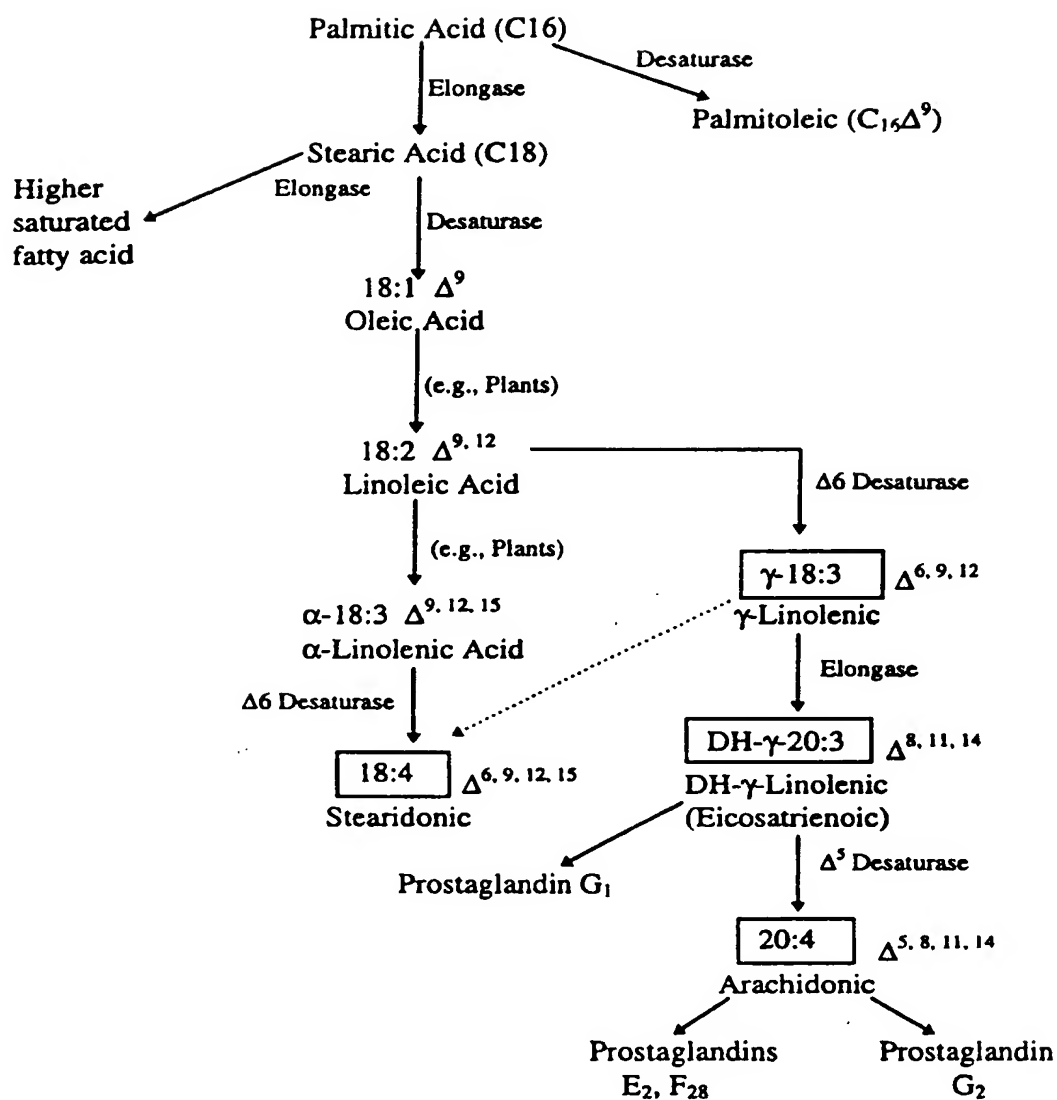 Palmitic Acid (C16)
Desaturase
Elongase
Palmitoleic (C₁₆Δ⁹)
Stearic Acid (C18)
Elongase
Higher
saturated
fatty acid
Desaturase
18:1 Δ⁹
Oleic Acid
(e.g., Plants)
18:2 Δ⁹, ¹²
Linoleic Acid
Δ6 Desaturase
(e.g., Plants)
γ-18:3 Δ⁶, ⁹, ¹²
γ-Linolenic
α-18:3 Δ⁹, ¹², ¹⁵
α-Linolenic Acid
Elongase
Δ6 Desaturase
DH-γ-20:3 Δ⁸, ¹¹, ¹⁴
18:4 Δ⁶, ⁹, ¹², ¹⁵
Stearidonic
DH-γ-Linolenic
(Eicosatrienoic)
Δ⁵ Desaturase
Prostaglandin G₁
20:4 Δ⁵, ⁸, ¹¹, ¹⁴
Arachidonic
Prostaglandins
E₂, F₂₈
Prostaglandin
G₂